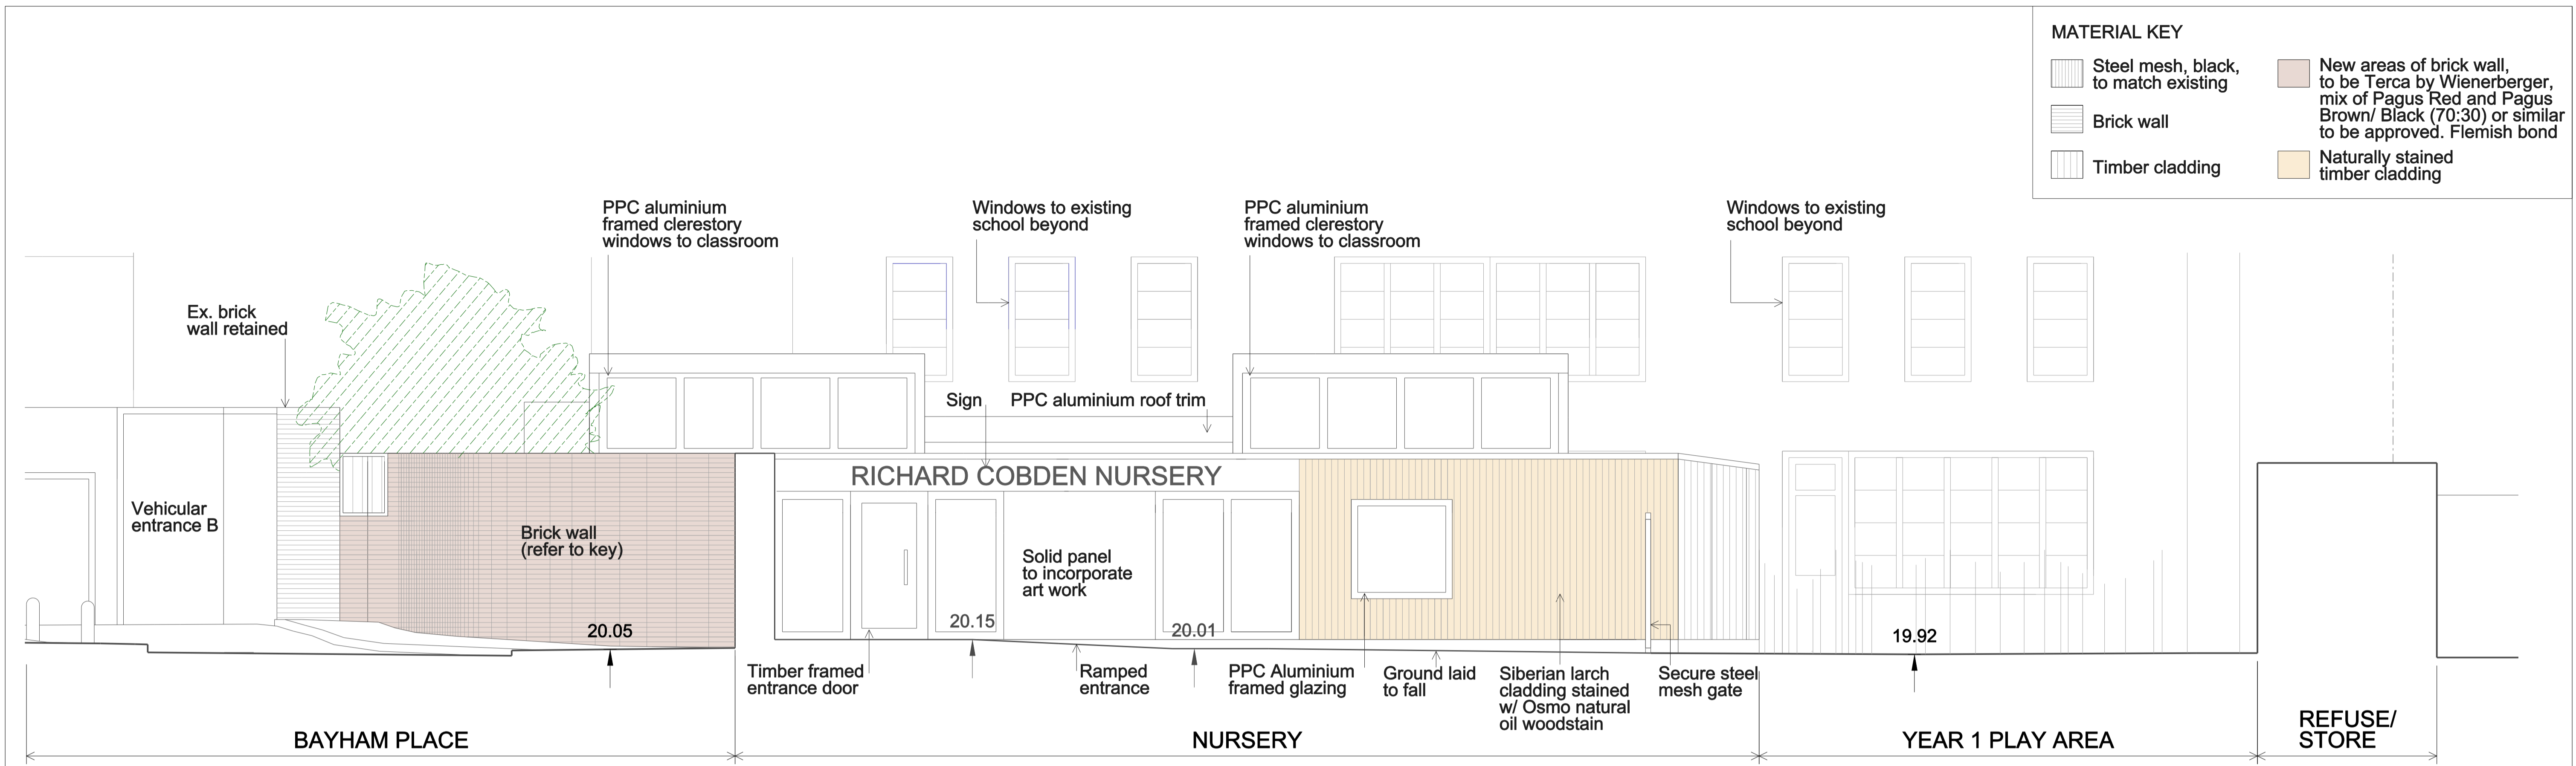 MATERIAL KEY
Steel mesh, black,
to match existing
Brick wall
Timber cladding
New areas of brick wall,
to be Terca by Wienerberger,
mix of Pagus Red and Pagus
Brown/ Black (70:30) or similar
to be approved. Flemish bond
Naturally stained
timber cladding
PPC aluminium
framed clerestory
windows to classroom
Windows to existing
school beyond
PPC aluminium
framed clerestory
windows to classroom
Windows to existing
school beyond
Ex. brick
wall retained
Sign
PPC aluminium roof trim
RICHARD COBDEN NURSERY
Vehicular
entrance B
Brick wall
(refer to key)
Solid panel
to incorporate
art work
20.05
20.15
20.01
19.92
Timber framed
entrance door
Ramped
entrance
PPC Aluminium
framed glazing
Ground laid
to fall
Siberian larch
cladding stained
w/ Osmo natural
oil woodstain
Secure steel
mesh gate
BAYHAM PLACE
NURSERY
YEAR 1 PLAY AREA
REFUSE/
STORE